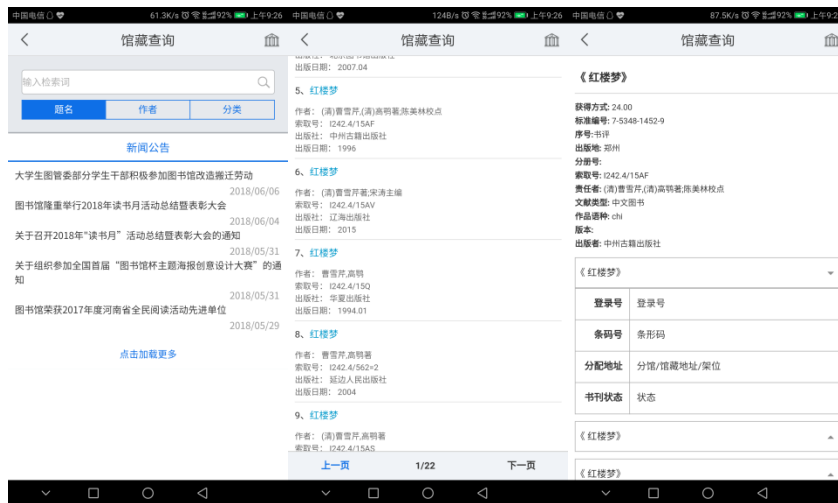 中国电信 61.3K/s 92% 上午9:26
馆藏查询
输入检索词
题名 作者 分类
新闻公告
大学生图管委部分学生干部积极参加图书馆改造搬迁劳动
2018/06/06
图书馆隆重举行2018年读书月活动总结暨表彰大会
2018/06/04
关于召开2018年“读书月”活动总结暨表彰大会的通知
2018/05/31
关于组织参加全国首届“图书馆杯主题海报创意设计大赛”的通
知
2018/05/31
图书馆荣获2017年度河南省全民阅读活动先进单位
2018/05/29
点击加载更多
中国电信 124B/s 92% 上午9:26
馆藏查询
出版日期： 2007.04
5、红楼梦
作者： (清)曹雪芹,(清)高鹗著;陈美林校点
索取号： I242.4/15AF
出版社： 中州古籍出版社
出版日期： 1996
6、红楼梦
作者： (清)曹雪芹著;宋涛主编
索取号： I242.4/15AV
出版社： 辽海出版社
出版日期： 2015
7、红楼梦
作者： 曹雪芹,高鹗
索取号： I242.4/15Q
出版社： 华夏出版社
出版日期： 1994.01
8、红楼梦
作者： 曹雪芹,高鹗著
索取号： I242.4/562×2
出版社： 延边人民出版社
出版日期： 2004
9、红楼梦
作者： (清)曹雪芹,高鹗著
索取号： I242.4/15AS
上一页 1/22 下一页
中国电信 87.5K/s 92% 上午9:2
馆藏查询
《红楼梦》
获得方式: 24.00
标准编号: 7-5348-1452-9
序号:书评
出版地: 郑州
分册号:
索取号: I242.4/15AF
责任者: (清)曹雪芹,(清)高鹗著;陈美林校点
文献类型: 中文图书
作品语种: chi
版本:
出版者: 中州古籍出版社
《红楼梦》
登录号 登录号
条码号 条形码
分配地址 分馆/馆藏地址/架位
书刊状态 状态
《红楼梦》
《红楼梦》